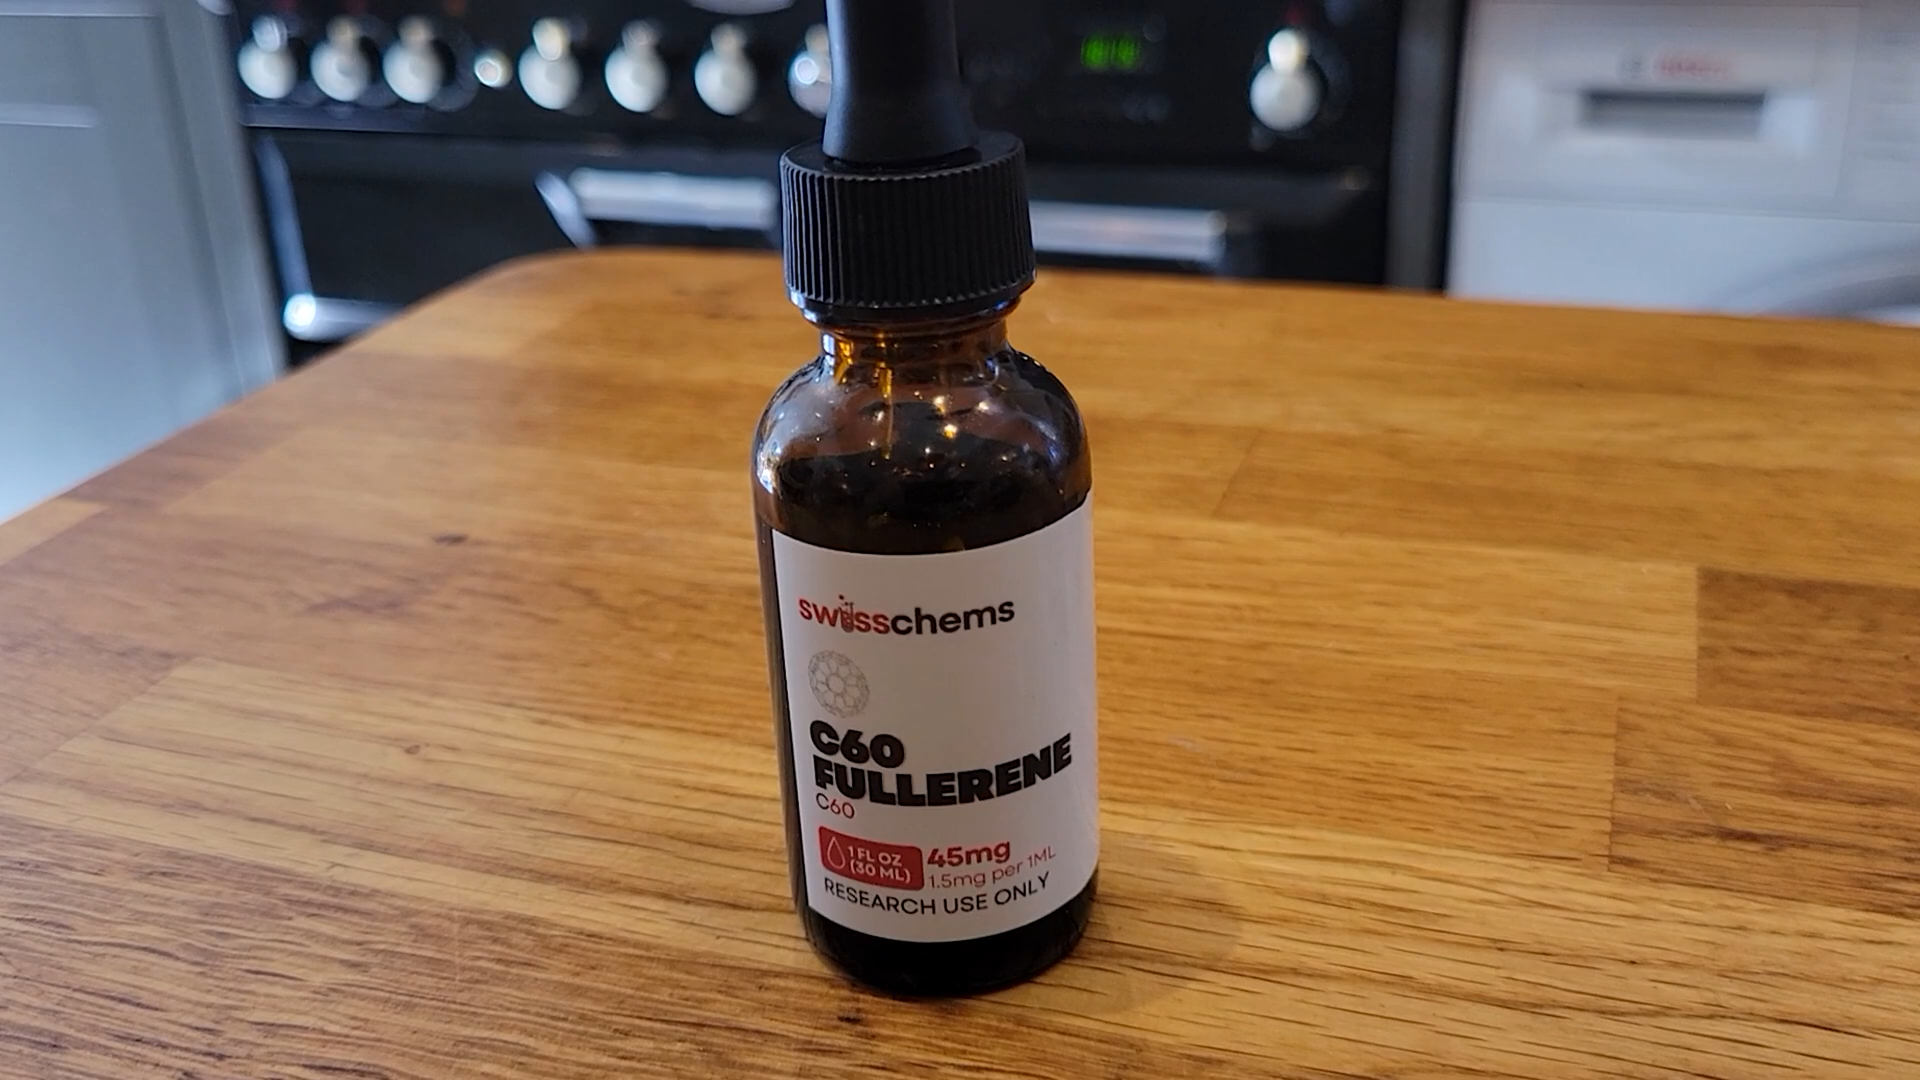 swisschems
C60
FULLERENE
C60
1 FL OZ
(30 ML)
45mg
1.5mg per 1ML
RESEARCH USE ONLY